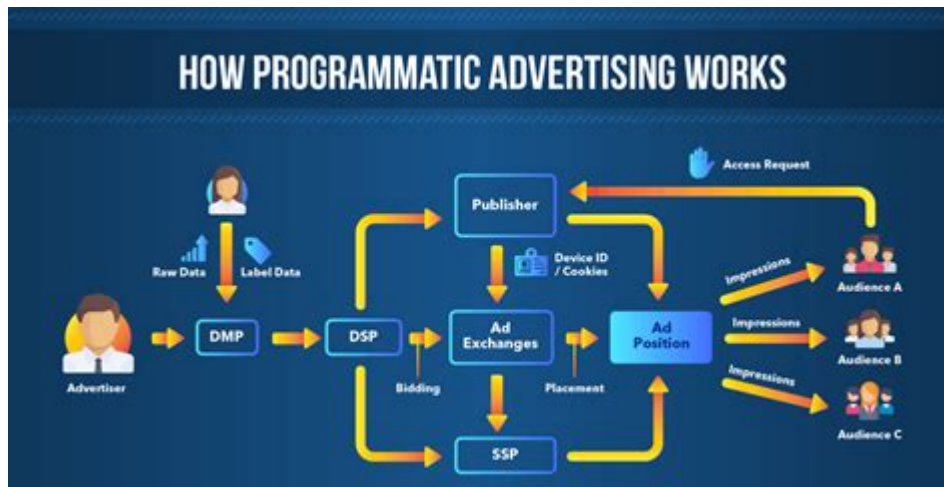 HOW PROGRAMMATIC ADVERTISING WORKS
Access Request
Publisher
Raw Data
Label Data
Device ID
/ Cookies
Impressions
Audience A
DMP
DSP
Ad
Exchanges
Ad
Position
Impressions
Audience B
Advertiser
Bidding
Placement
Impressions
Audience C
SSP